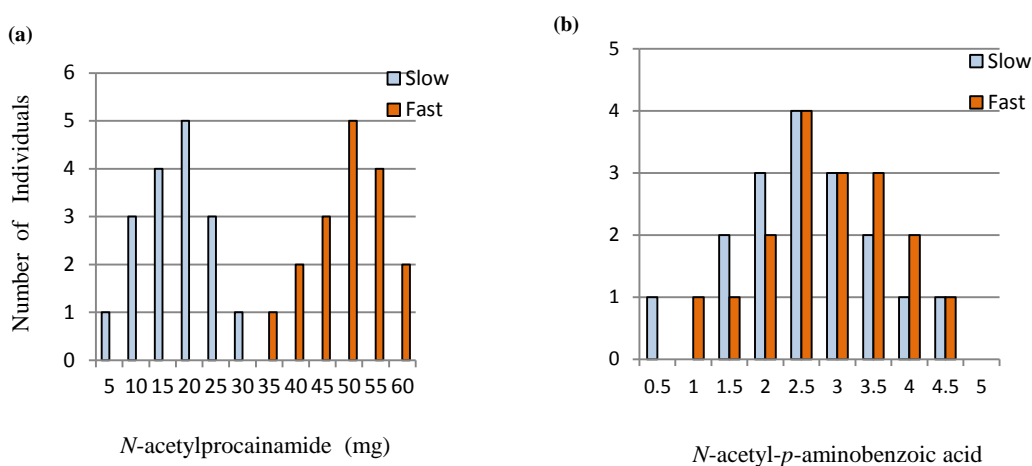 (a)
Number of Individuals
6
5
4
3
2
1
0
Slow
Fast
5 10 15 20 25 30 35 40 45 50 55 60
N-acetylprocainamide (mg)
(b)
5
4
3
2
1
0
Slow
Fast
0.5 1 1.5 2 2.5 3 3.5 4 4.5 5
N-acetyl-p-aminobenzoic acid